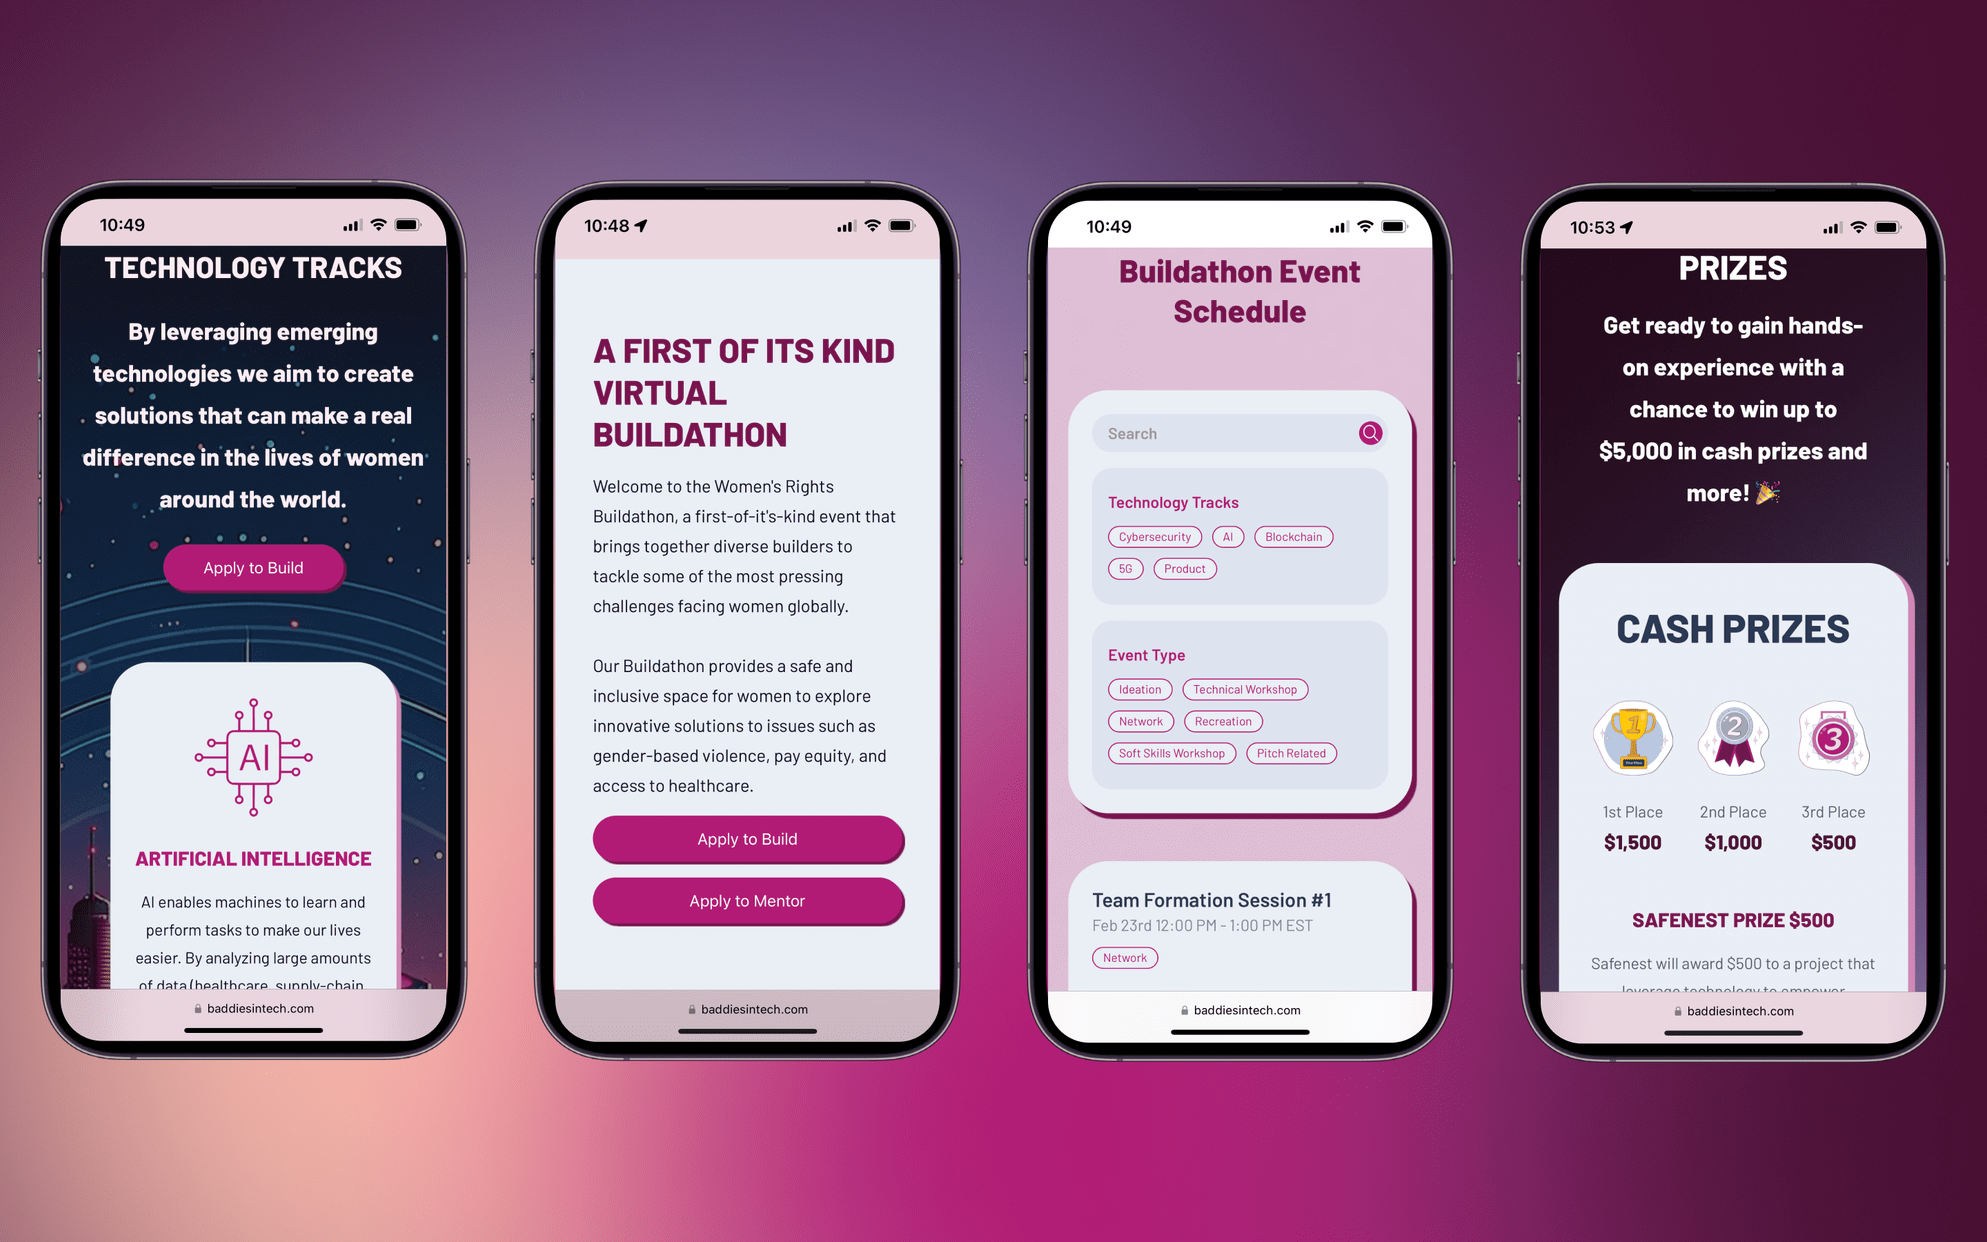 10:49
TECHNOLOGY TRACKS
By leveraging emerging
technologies we aim to create
solutions that can make a real
difference in the lives of women
around the world.
Apply to Build
AI
ARTIFICIAL INTELLIGENCE
AI enables machines to learn and
perform tasks to make our lives
easier. By analyzing large amounts
of data (healthcare, supply-chain,
baddiesintech.com
10:48
A FIRST OF ITS KIND
VIRTUAL
BUILDATHON
Welcome to the Women's Rights
Buildathon, a first-of-it's-kind event that
brings together diverse builders to
tackle some of the most pressing
challenges facing women globally.
Our Buildathon provides a safe and
inclusive space for women to explore
innovative solutions to issues such as
gender-based violence, pay equity, and
access to healthcare.
Apply to Build
Apply to Mentor
baddiesintech.com
10:49
Buildathon Event
Schedule
Search
Technology Tracks
Cybersecurity AI Blockchain
5G Product
Event Type
Ideation Technical Workshop
Network Recreation
Soft Skills Workshop Pitch Related
Team Formation Session #1
Feb 23rd 12:00 PM - 1:00 PM EST
Network
baddiesintech.com
10:53
PRIZES
Get ready to gain hands-
on experience with a
chance to win up to
$5,000 in cash prizes and
more! 🎉
CASH PRIZES
1 2 3
1st Place 2nd Place 3rd Place
$1,500 $1,000 $500
SAFENEST PRIZE $500
Safenest will award $500 to a project that
leverage technology to empower
baddiesintech.com